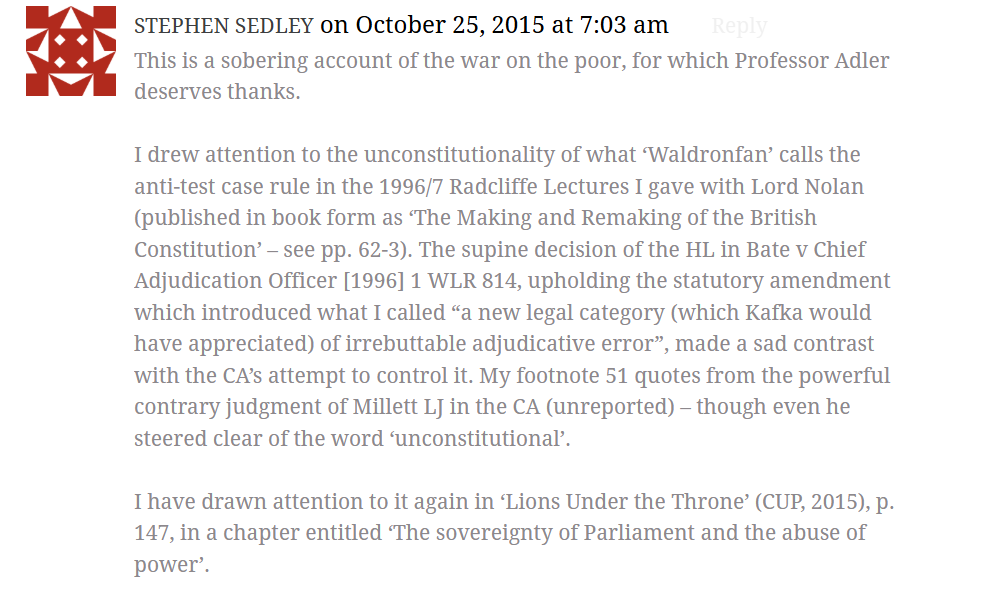 STEPHEN SEDLEY on October 25, 2015 at 7:03 am Reply
This is a sobering account of the war on the poor, for which Professor Adler
deserves thanks.
I drew attention to the unconstitutionality of what ‘Waldronfan’ calls the
anti-test case rule in the 1996/7 Radcliffe Lectures I gave with Lord Nolan
(published in book form as ‘The Making and Remaking of the British
Constitution’ – see pp. 62-3). The supine decision of the HL in Bate v Chief
Adjudication Officer [1996] 1 WLR 814, upholding the statutory amendment
which introduced what I called “a new legal category (which Kafka would
have appreciated) of irrebuttable adjudicative error”, made a sad contrast
with the CA’s attempt to control it. My footnote 51 quotes from the powerful
contrary judgment of Millett LJ in the CA (unreported) – though even he
steered clear of the word ‘unconstitutional’.
I have drawn attention to it again in ‘Lions Under the Throne’ (CUP, 2015), p.
147, in a chapter entitled ‘The sovereignty of Parliament and the abuse of
power’.